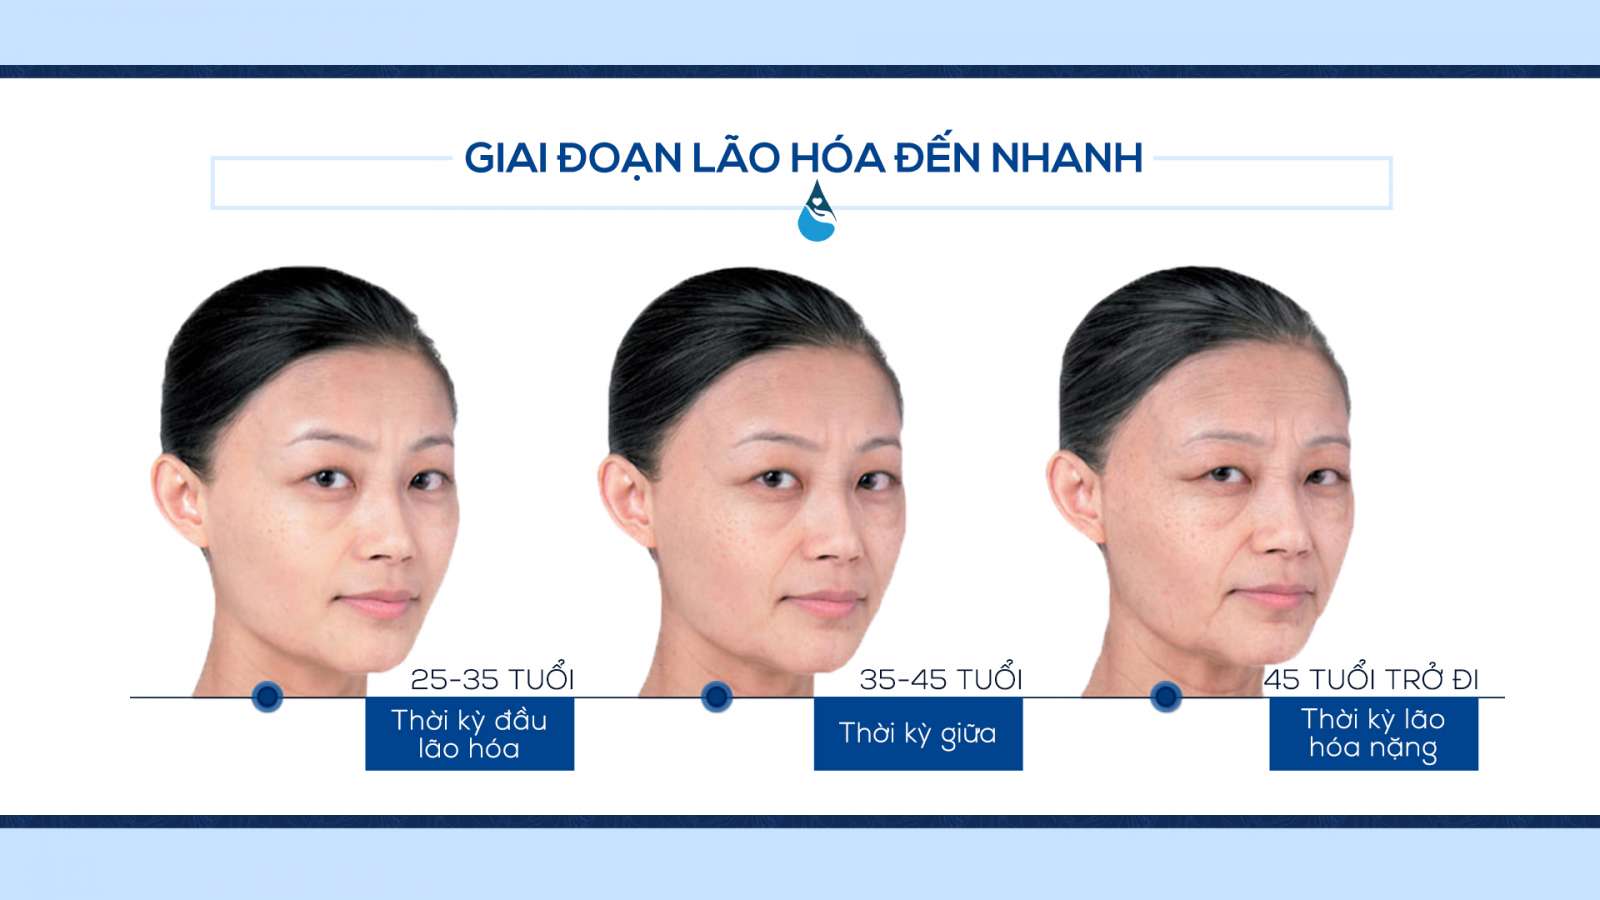 GIAI ĐOẠN LÃO HÓA ĐẾN NHANH
25-35 TUỔI
Thời kỳ đầu
lão hóa
35-45 TUỔI
Thời kỳ giữa
45 TUỔI TRỞ ĐI
Thời kỳ lão
hóa nặng